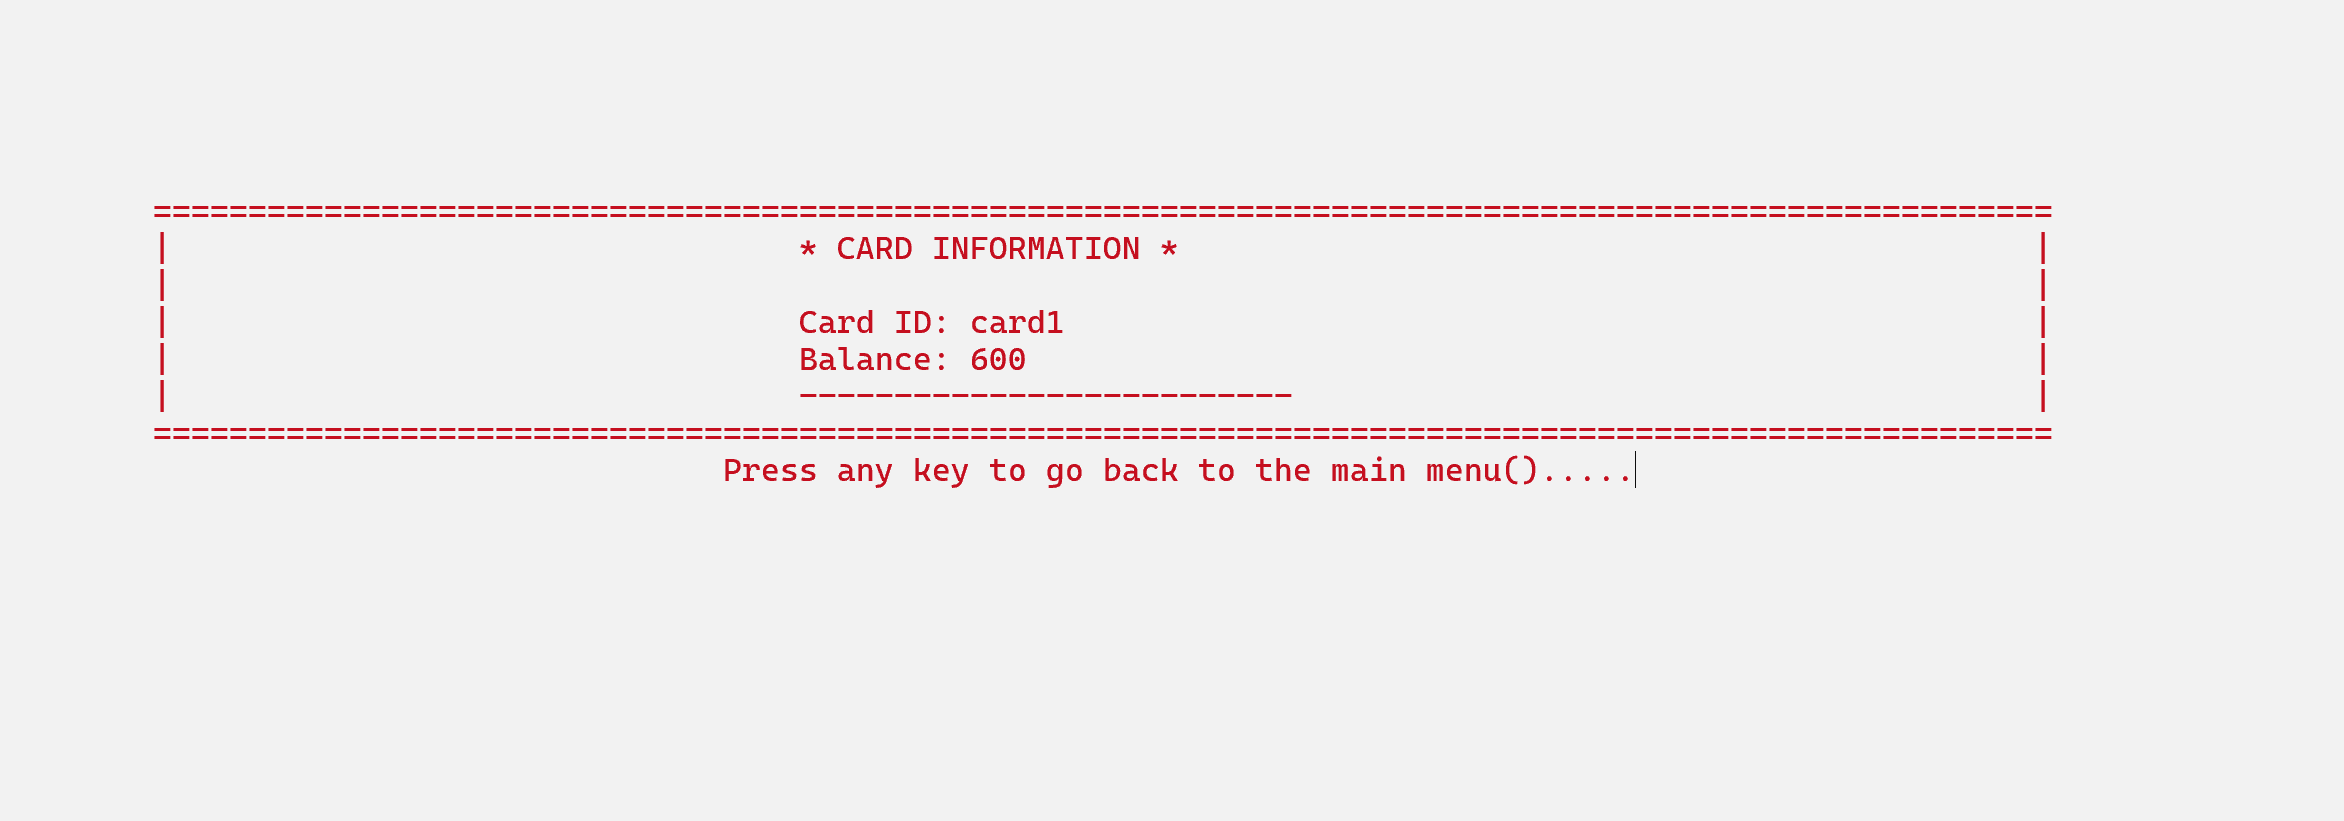 ====================================================================================================
| * CARD INFORMATION * |
| |
| Card ID: card1 |
| Balance: 600 |
| -------------------------- |
====================================================================================================
Press any key to go back to the main menu().....